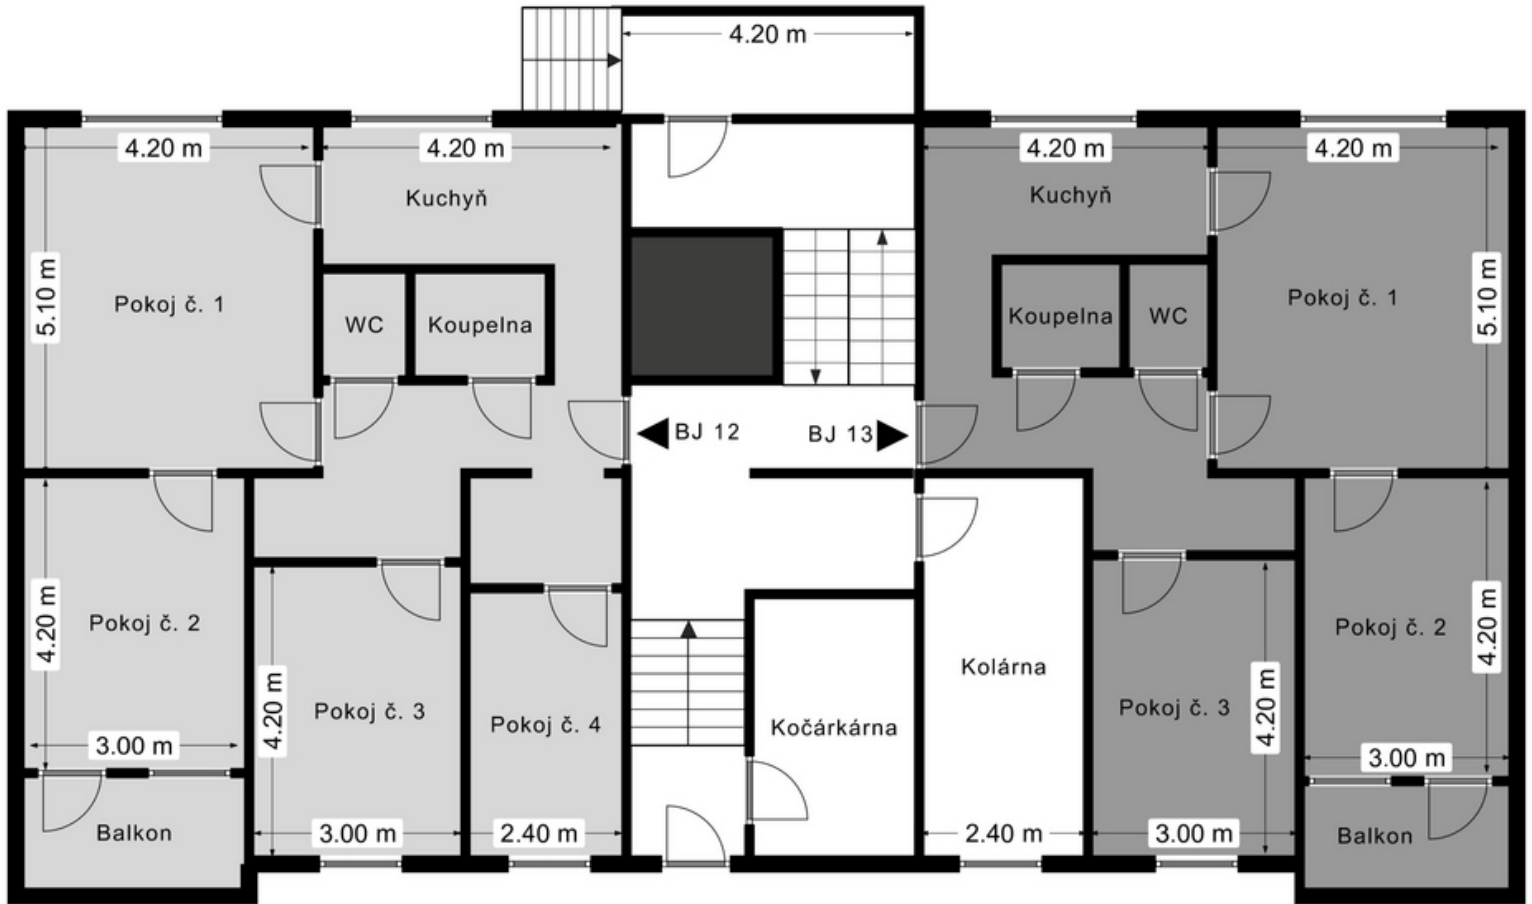 4.20 m
4.20 m
4.20 m
4.20 m
4.20 m
Kuchyň
Kuchyň
5.10 m
Pokoj č. 1
WC
Koupelna
Koupelna
WC
Pokoj č. 1
5.10 m
BJ 12
BJ 13
4.20 m
Pokoj č. 2
3.00 m
Balkon
4.20 m
Pokoj č. 3
3.00 m
Pokoj č. 4
2.40 m
Kočárkárna
Kolárna
2.40 m
Pokoj č. 3
4.20 m
3.00 m
Pokoj č. 2
4.20 m
3.00 m
Balkon